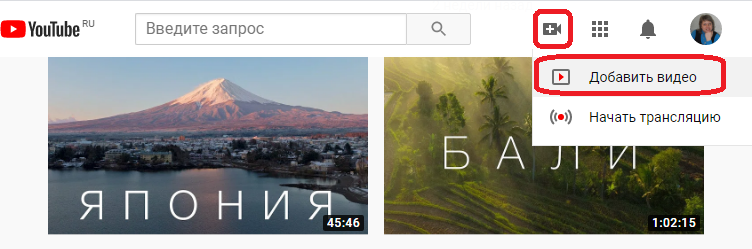 YouTube RU
Введите запрос
Добавить видео
Начать трансляцию
ЯПОНИЯ
45:46
БАЛИ
1:02:15